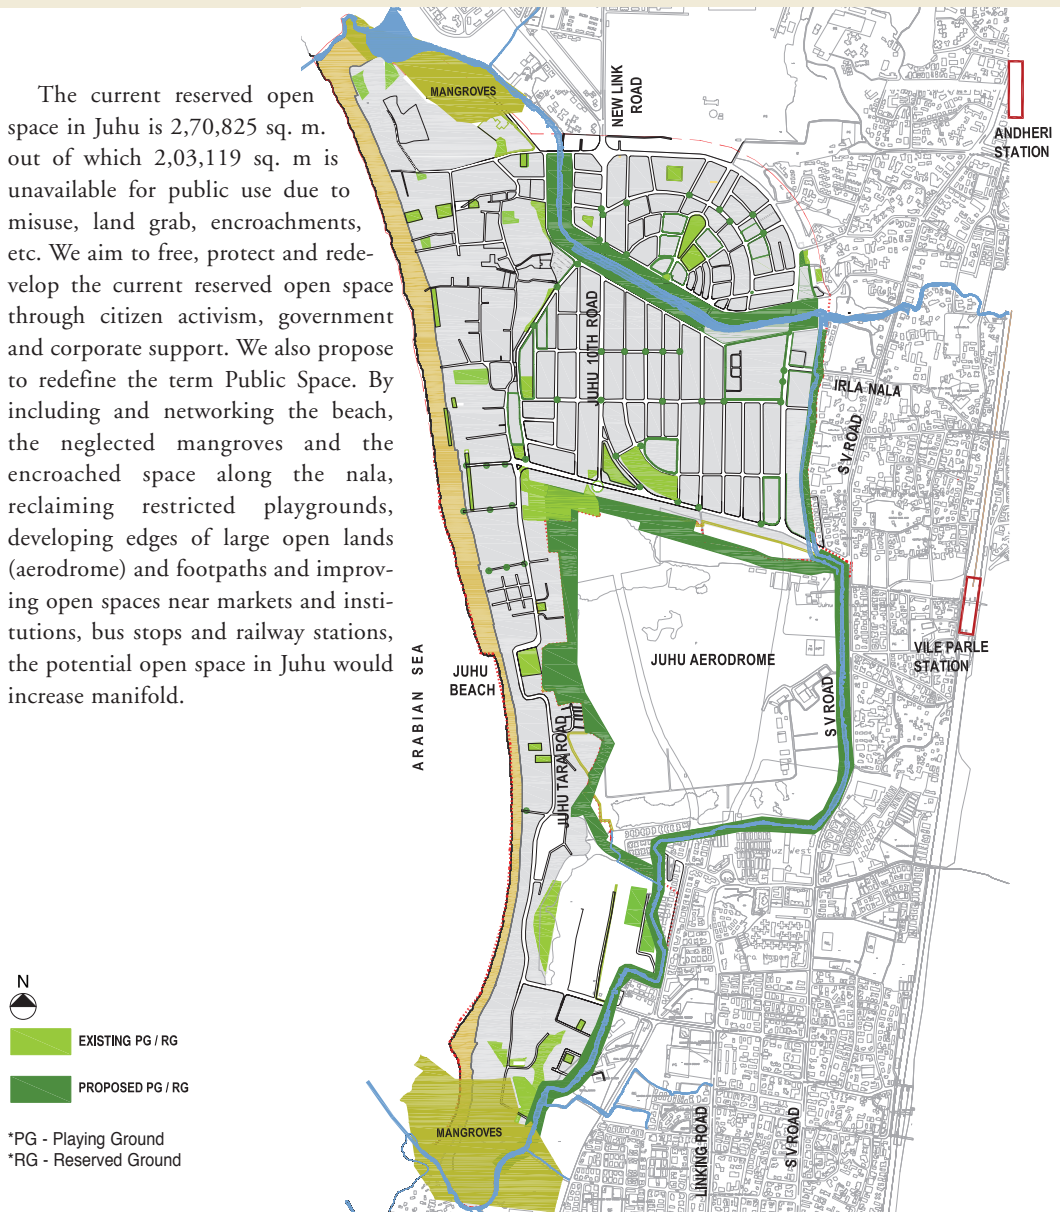 The current reserved open
space in Juhu is 2,70,825 sq. m.
out of which 2,03,119 sq. m is
unavailable for public use due to
misuse, land grab, encroachments,
etc. We aim to free, protect and rede-
velop the current reserved open space
through citizen activism, government
and corporate support. We also propose
to redefine the term Public Space. By
including and networking the beach,
the neglected mangroves and the
encroached space along the nala,
reclaiming restricted playgrounds,
developing edges of large open lands
(aerodrome) and footpaths and improv-
ing open spaces near markets and insti-
tutions, bus stops and railway stations,
the potential open space in Juhu would
increase manifold.
MANGROVES
NEW LINK
ROAD
ANDHERI
STATION
JUHU 10TH ROAD
IRLA NALA
S V ROAD
ARABIAN SEA
JUHU
BEACH
JUHU AERODROME
VILE PARLE
STATION
S V ROAD
JUHU TARA ROAD
MANGROVES
LINKING ROAD
S V ROAD
N
EXISTING PG / RG
PROPOSED PG / RG
*PG - Playing Ground
*RG - Reserved Ground